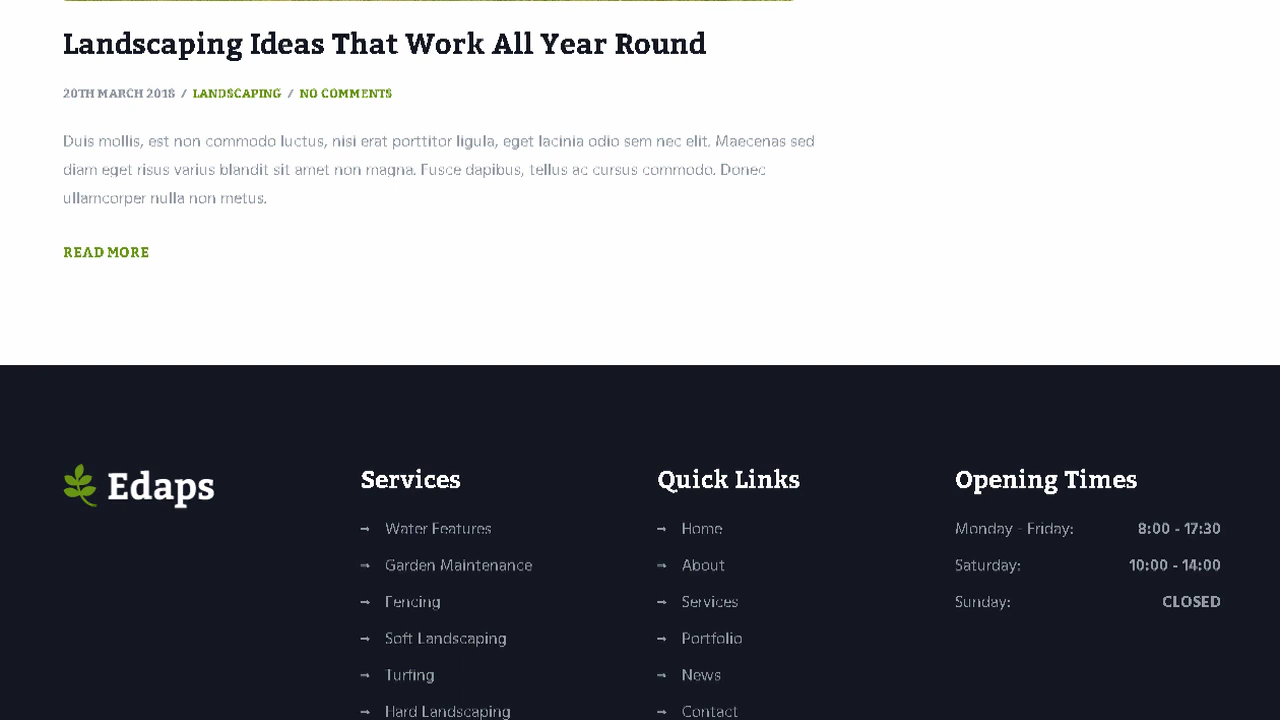 Landscaping Ideas That Work All Year Round
20TH MARCH 2018 / LANDSCAPING / NO COMMENTS
Duis mollis, est non commodo luctus, nisi erat porttitor ligula, eget lacinia odio sem nec elit. Maecenas sed
diam eget risus varius blandit sit amet non magna. Fusce dapibus, tellus ac cursus commodo. Donec
ullamcorper nulla non metus.
READ MORE
Edaps
Services
→ Water Features
→ Garden Maintenance
→ Fencing
→ Soft Landscaping
→ Turfing
→ Hard Landscaping
Quick Links
→ Home
→ About
→ Services
→ Portfolio
→ News
→ Contact
Opening Times
Monday - Friday: 8:00 - 17:30
Saturday: 10:00 - 14:00
Sunday: CLOSED